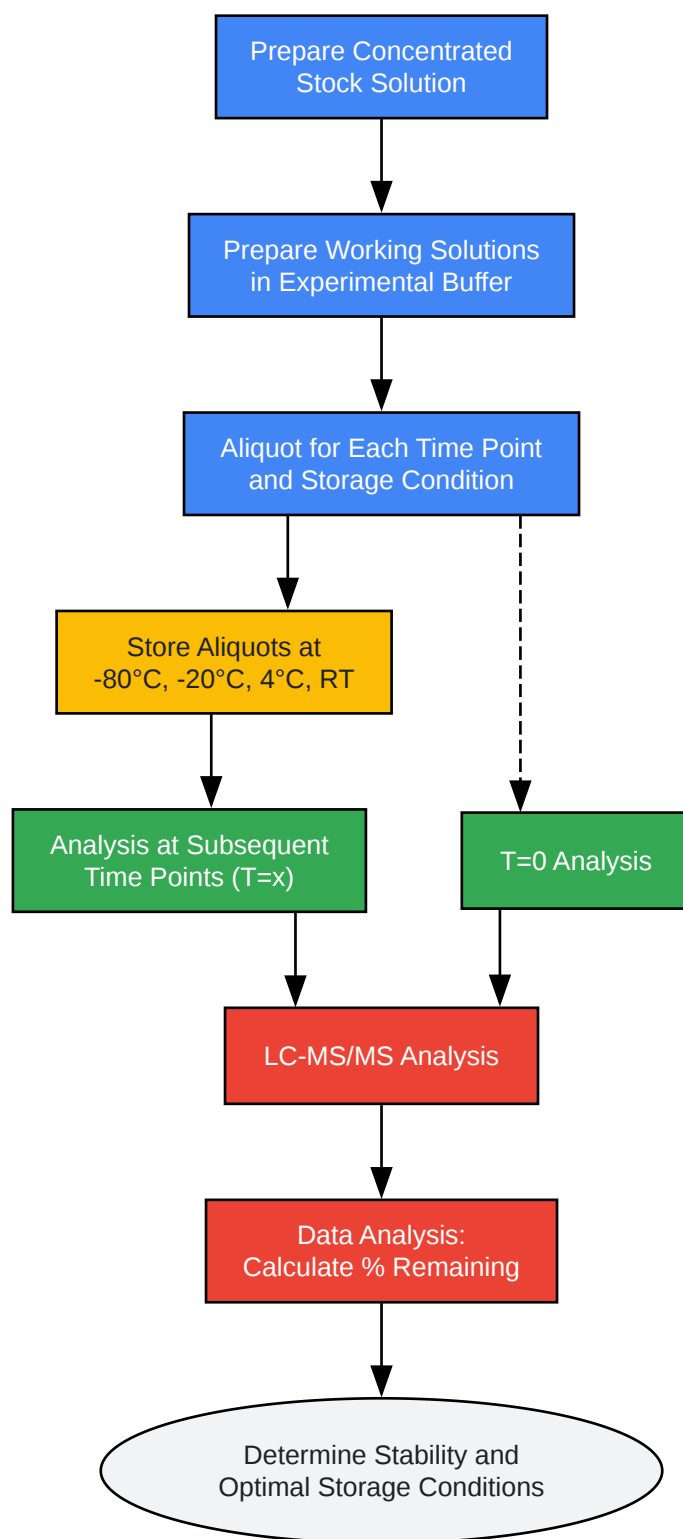 Prepare Concentrated
Stock Solution
Prepare Working Solutions
in Experimental Buffer
Aliquot for Each Time Point
and Storage Condition
Store Aliquots at
-80°C, -20°C, 4°C, RT
Analysis at Subsequent
Time Points (T=x)
T=0 Analysis
LC-MS/MS Analysis
Data Analysis:
Calculate % Remaining
Determine Stability and
Optimal Storage Conditions